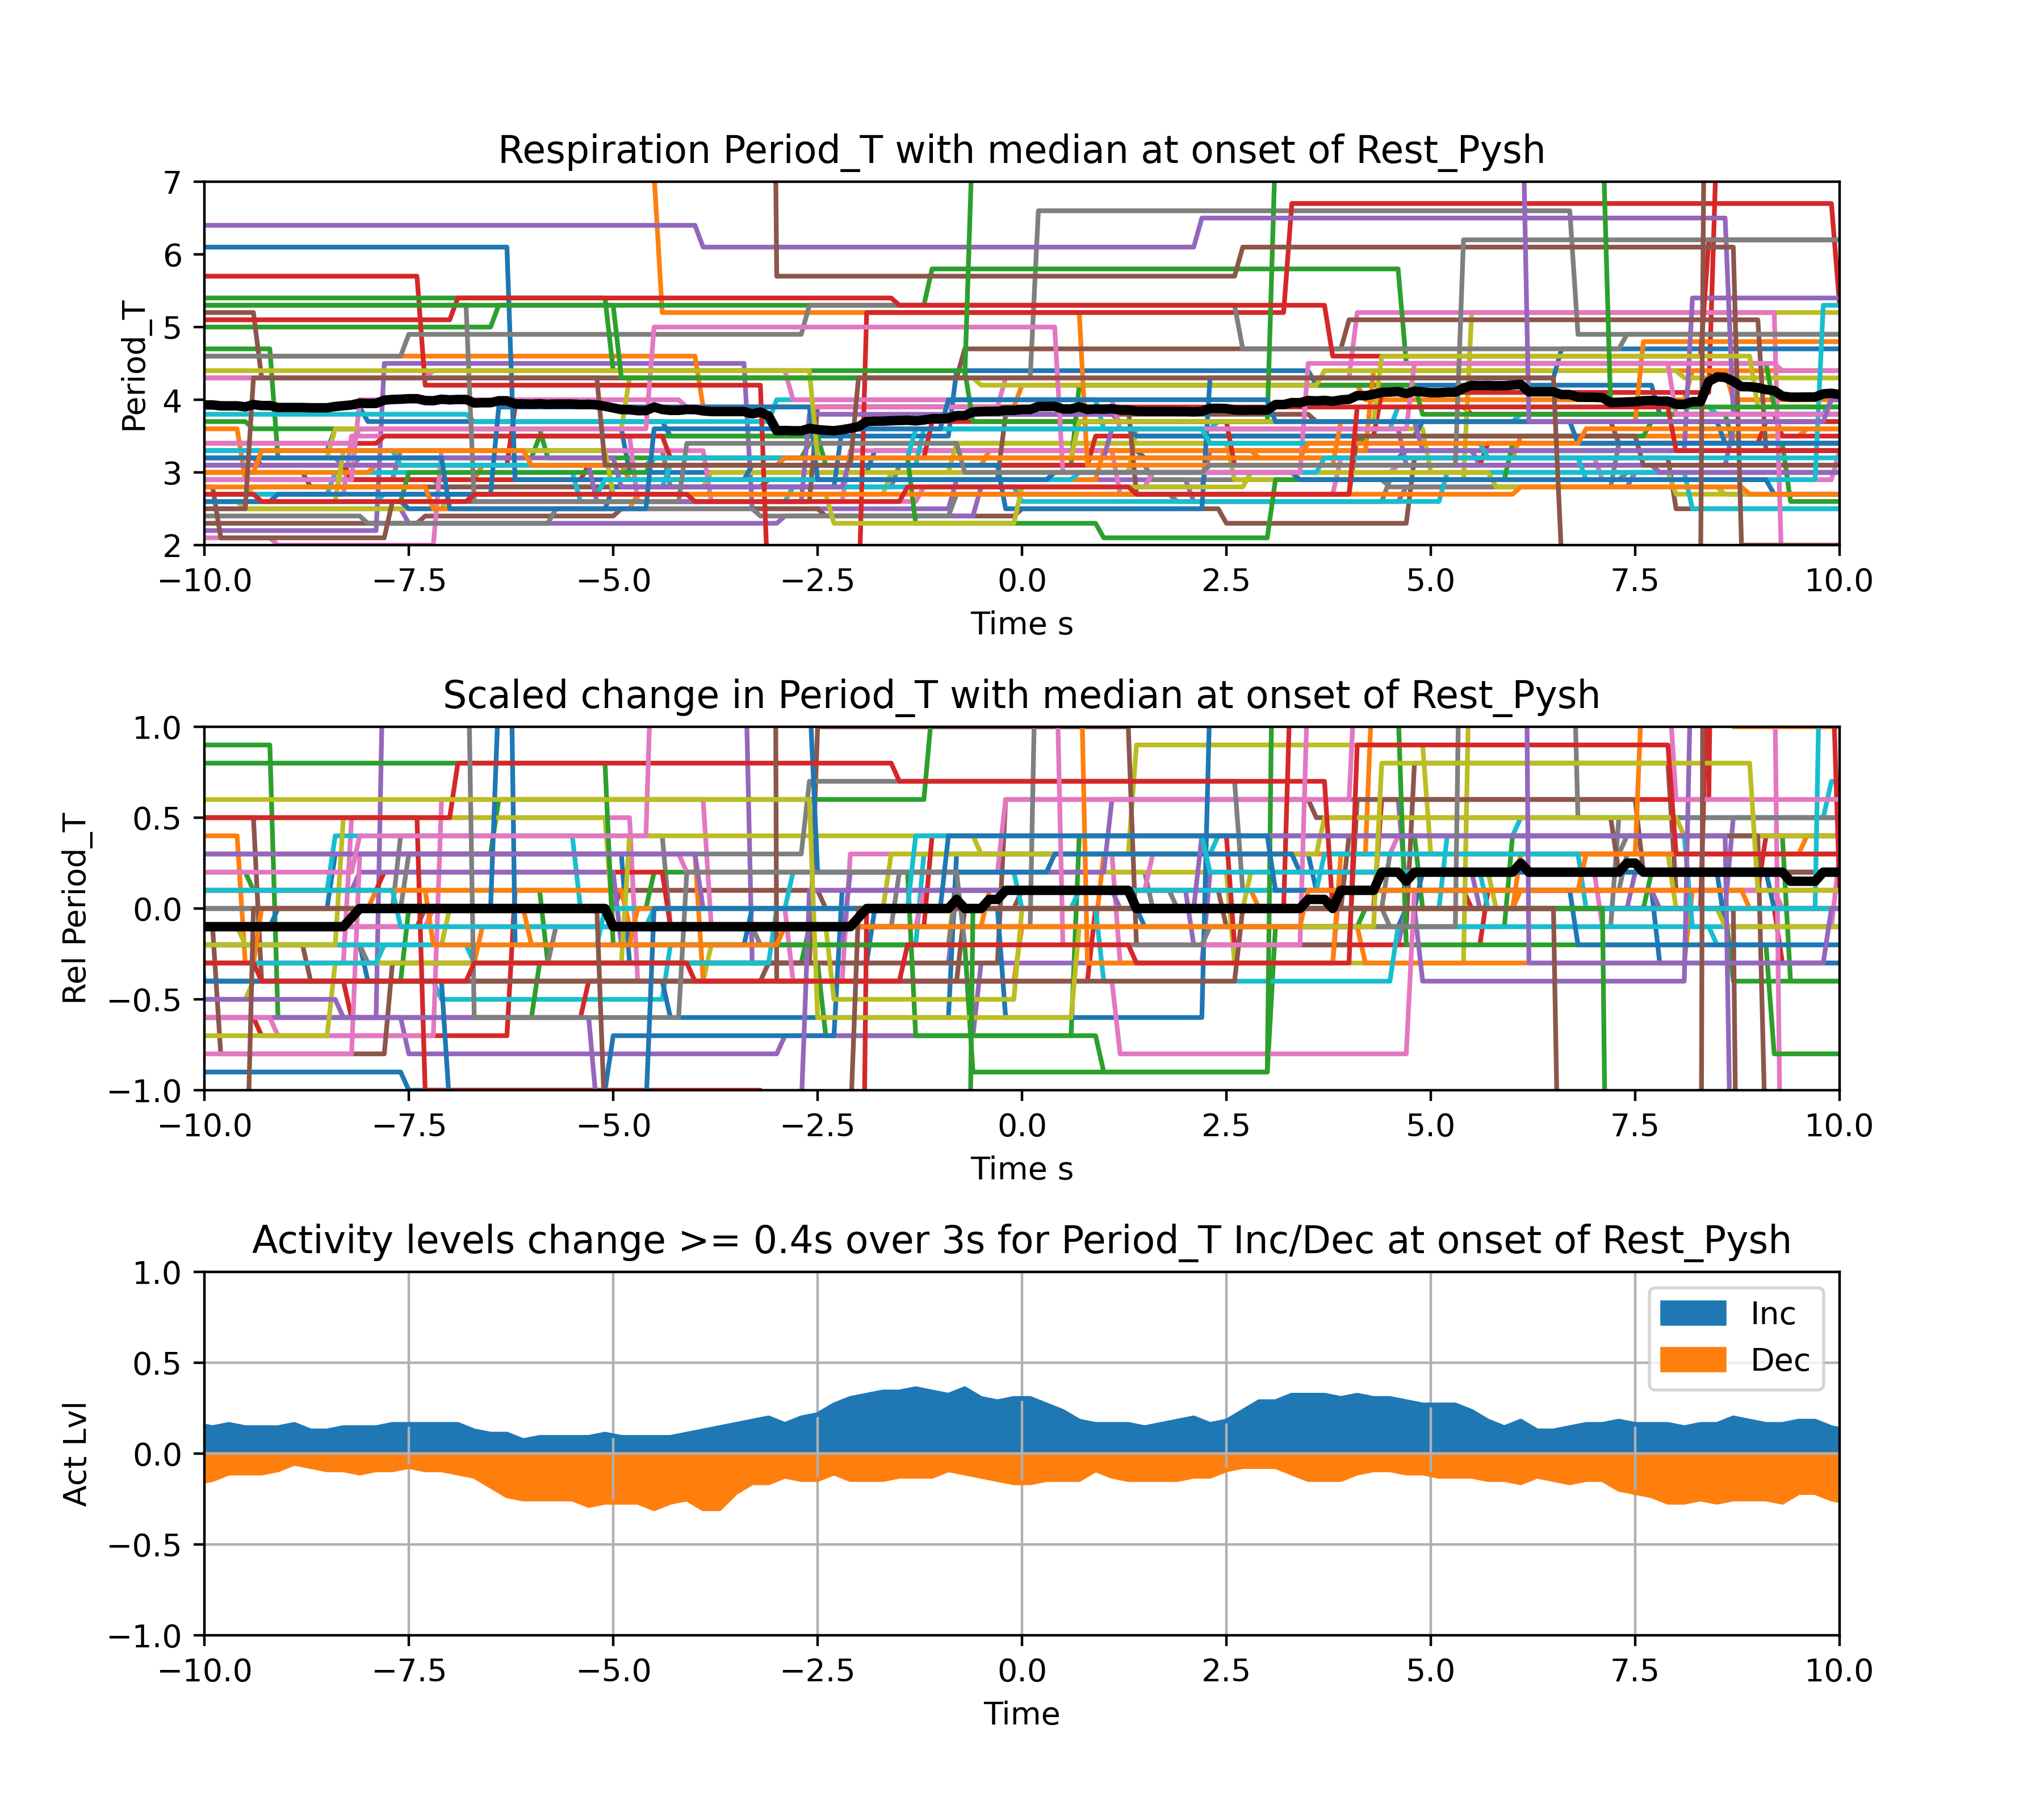 Respiration Period_T with median at onset of Rest_Pysh
7
6
5
4
3
2
Period_T
−10.0 −7.5 −5.0 −2.5 0.0 2.5 5.0 7.5 10.0
Time s
Scaled change in Period_T with median at onset of Rest_Pysh
1.0
0.5
0.0
−0.5
−1.0
Rel Period_T
−10.0 −7.5 −5.0 −2.5 0.0 2.5 5.0 7.5 10.0
Time s
Activity levels change >= 0.4s over 3s for Period_T Inc/Dec at onset of Rest_Pysh
1.0
0.5
0.0
−0.5
−1.0
Act Lvl
Inc
Dec
−10.0 −7.5 −5.0 −2.5 0.0 2.5 5.0 7.5 10.0
Time